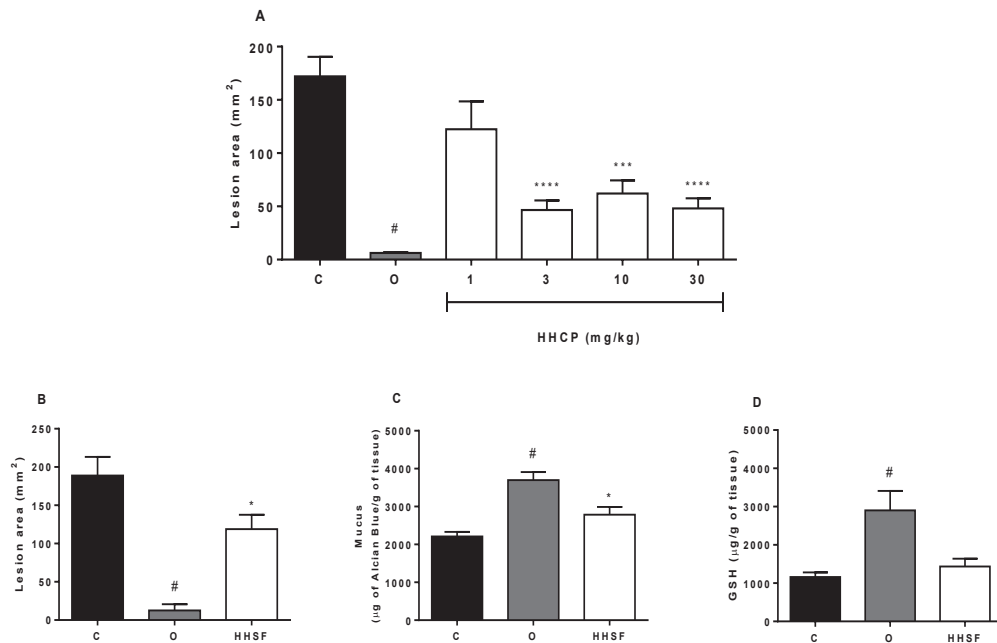 A
Lesion area (mm²)
200
150
100
50
0
#
****
***
****
C O 1 3 10 30
HHCP (mg/kg)
B
Lesion area (mm²)
250
200
150
100
50
0
#
*
C O HHSF
C
Mucus
(µg of Alcian Blue/g of tissue)
5000
4000
3000
2000
1000
0
#
*
C O HHSF
D
GSH (µg/g of tissue)
5000
4000
3000
2000
1000
0
#
C O HHSF